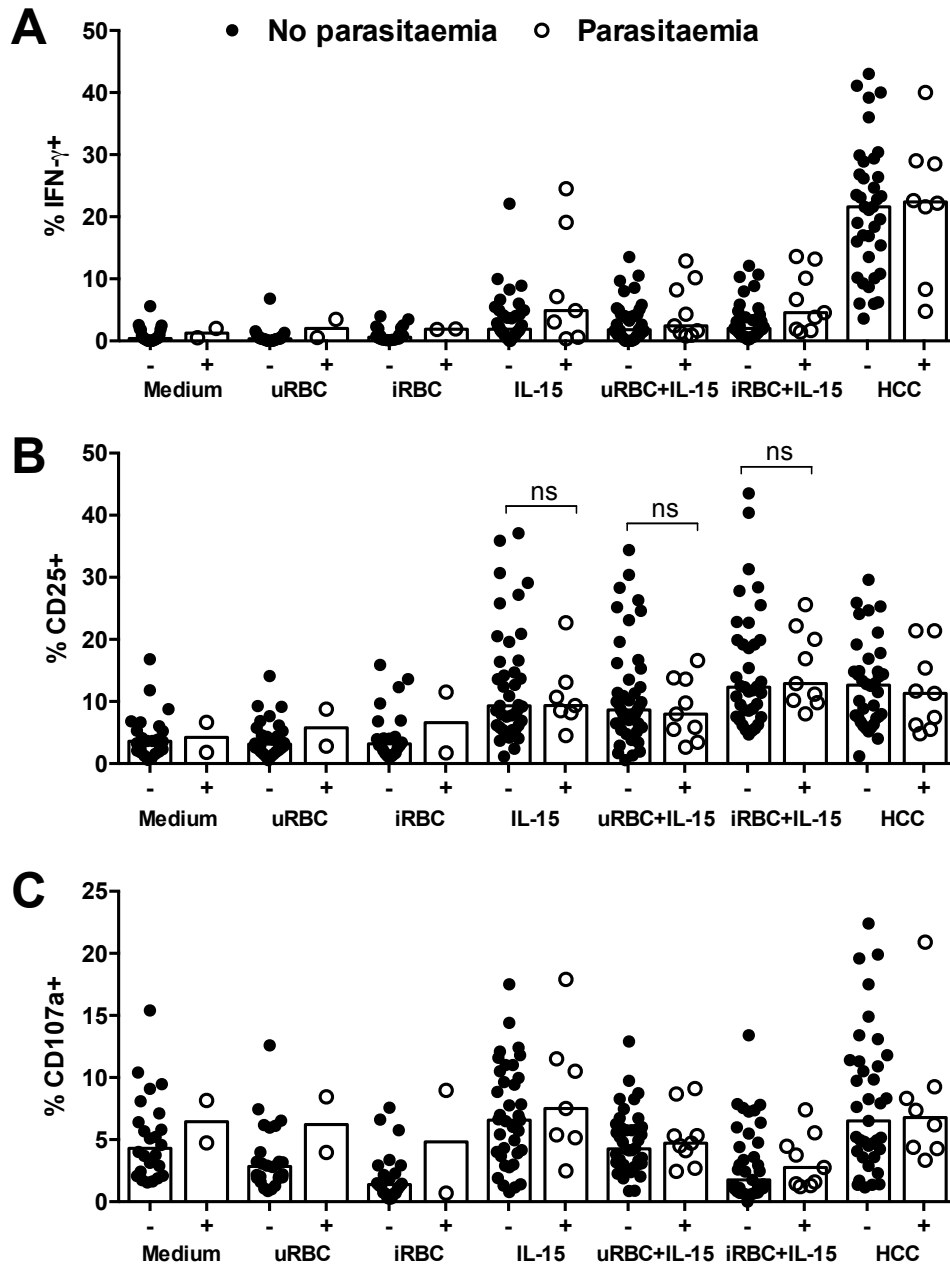 A
No parasitaemia Parasitaemia
% IFN-γ+
50
40
30
20
10
0
- + - + - + - + - + - + - +
Medium uRBC iRBC IL-15 uRBC+IL-15 iRBC+IL-15 HCC
B
% CD25+
50
40
30
20
10
0
ns ns ns
- + - + - + - + - + - + - +
Medium uRBC iRBC IL-15 uRBC+IL-15 iRBC+IL-15 HCC
C
% CD107a+
25
20
15
10
5
0
- + - + - + - + - + - + - +
Medium uRBC iRBC IL-15 uRBC+IL-15 iRBC+IL-15 HCC